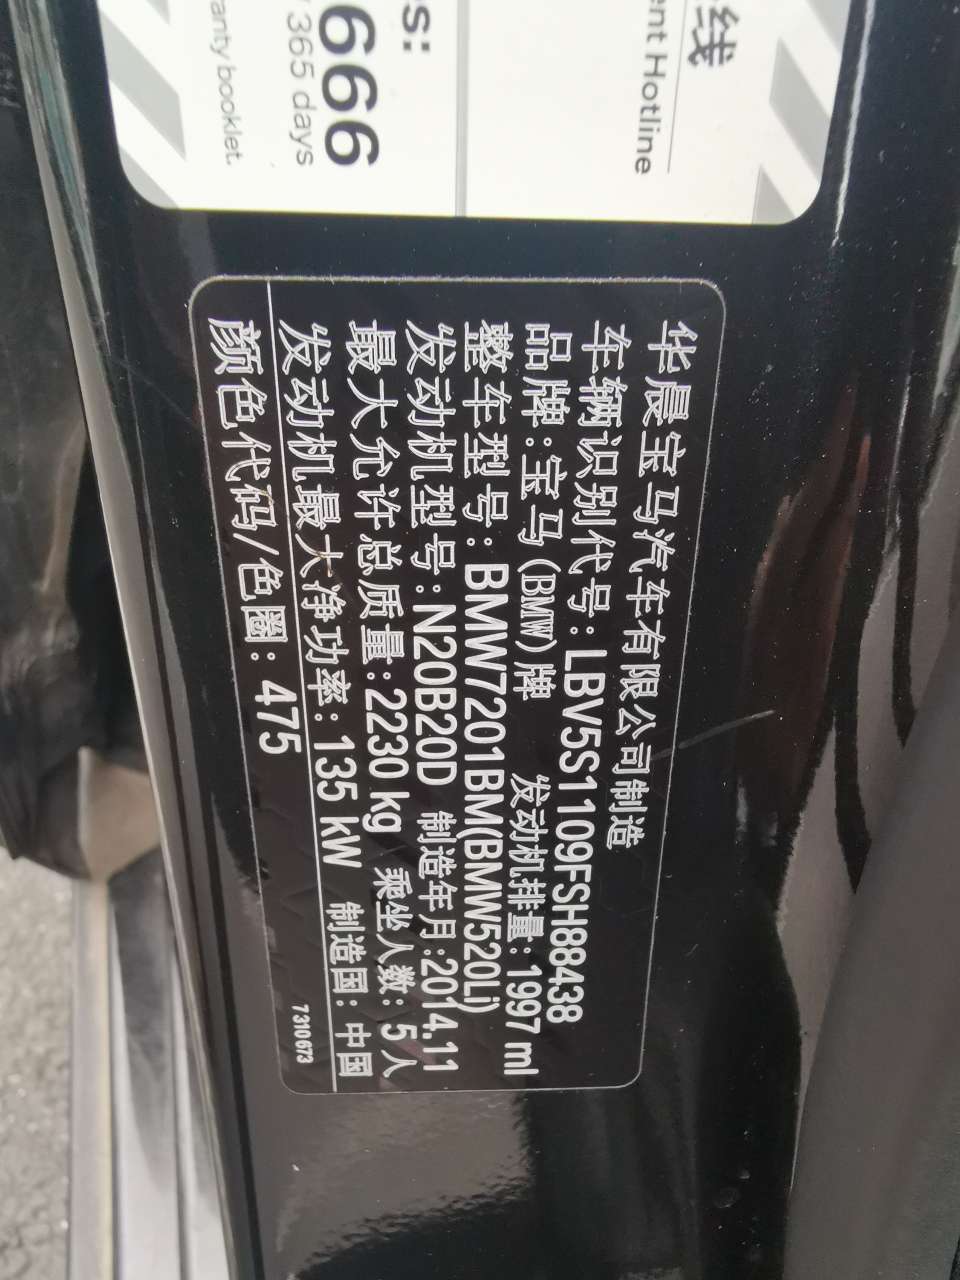 线
ent Hotline
es:
666
365 days
ranty booklet.
华晨宝马汽车有限公司制造
车辆识别代号:LBV5S1109FSH88438
品牌:宝马(BMW)牌 发动机排量:1997 ml
整车型号:BMW7201BM(BMW520Li)
发动机型号:N20B20D 制造年月:2014.11
最大允许总质量:2230 kg 乘坐人数:5人
发动机最大净功率:135 kW 制造国:中国
颜色代码/色圈:475
7310673